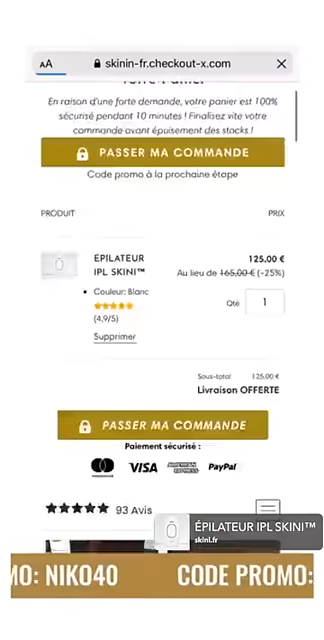 AA skinin-fr.checkout-x.com
En raison d'une forte demande, votre panier est 100%
sécurisé pendant 10 minutes ! Finalisez vite votre
commande avant épuisement des stocks !
PASSER MA COMMANDE
Code promo à la prochaine étape
PRODUIT PRIX
ÉPILATEUR 125.00 €
IPL SKINI™ Au lieu de 165,00 € (-25%)
Couleur: Blanc
Qté 1
(4,9/5)
Supprimer
Sous-total 125.00 €
Livraison OFFERTE
PASSER MA COMMANDE
Paiement sécurisé :
VISA AMERICAN EXPRESS PayPal
93 Avis
ÉPILATEUR IPL SKINI™
skini.fr
MO: NIKO40 CODE PROMO: